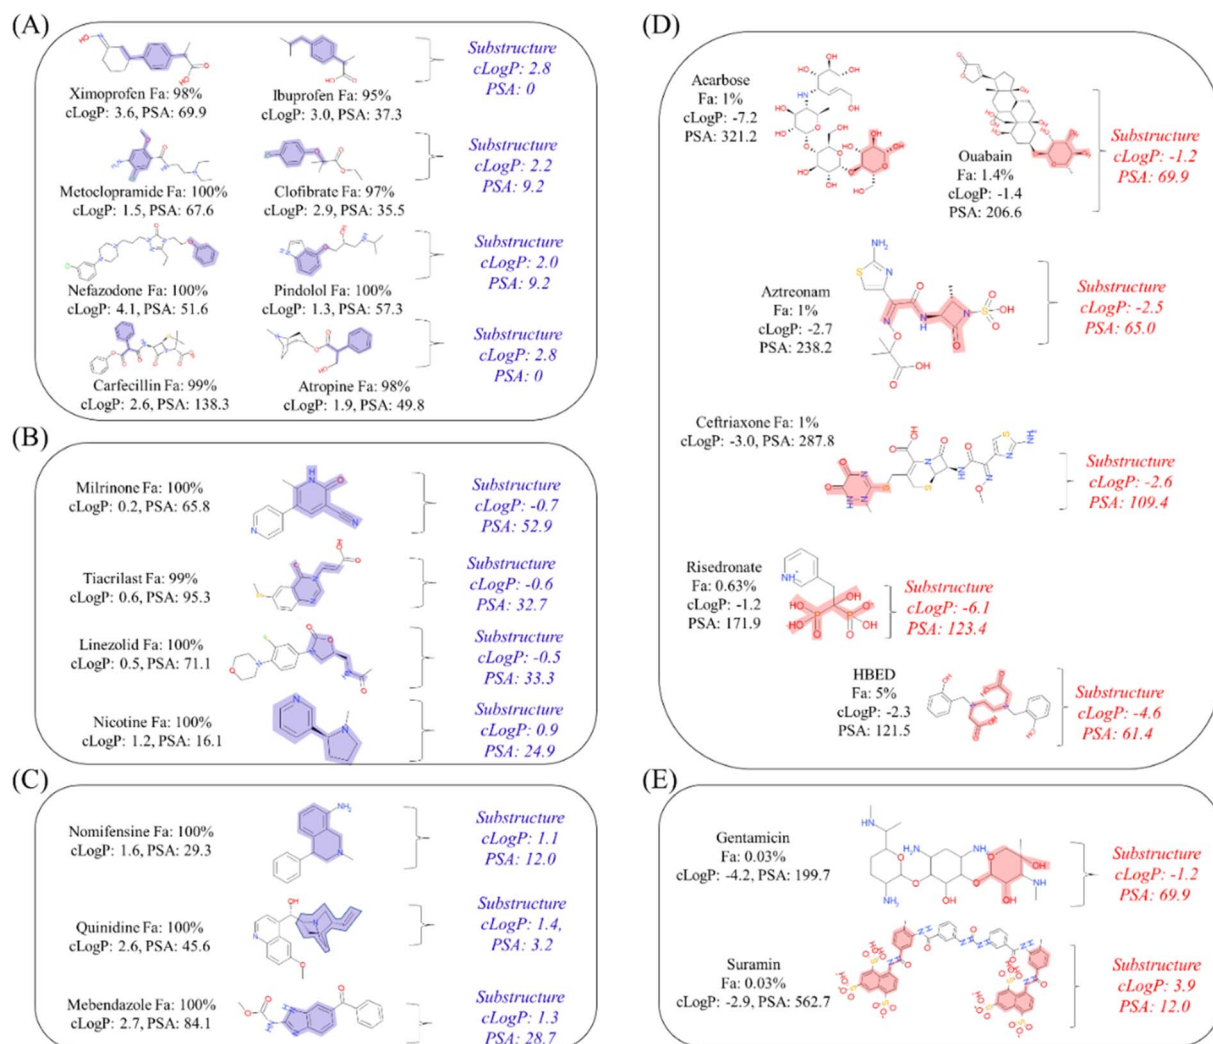 (A)
Ximoprofen Fa: 98%
cLogP: 3.6, PSA: 69.9
Ibuprofen Fa: 95%
cLogP: 3.0, PSA: 37.3
Substructure
cLogP: 2.8
PSA: 0
Metoclopramide Fa: 100%
cLogP: 1.5, PSA: 67.6
Clofibrate Fa: 97%
cLogP: 2.9, PSA: 35.5
Substructure
cLogP: 2.2
PSA: 9.2
Nefazodone Fa: 100%
cLogP: 4.1, PSA: 51.6
Pindolol Fa: 100%
cLogP: 1.3, PSA: 57.3
Substructure
cLogP: 2.0
PSA: 9.2
Carfecillin Fa: 99%
cLogP: 2.6, PSA: 138.3
Atropine Fa: 98%
cLogP: 1.9, PSA: 49.8
Substructure
cLogP: 2.8
PSA: 0
(B)
Milrinone Fa: 100%
cLogP: 0.2, PSA: 65.8
Substructure
cLogP: -0.7
PSA: 52.9
Tiacrilast Fa: 99%
cLogP: 0.6, PSA: 95.3
Substructure
cLogP: -0.6
PSA: 32.7
Linezolid Fa: 100%
cLogP: 0.5, PSA: 71.1
Substructure
cLogP: -0.5
PSA: 33.3
Nicotine Fa: 100%
cLogP: 1.2, PSA: 16.1
Substructure
cLogP: 0.9
PSA: 24.9
(C)
Nomifensine Fa: 100%
cLogP: 1.6, PSA: 29.3
NH₂
Substructure
cLogP: 1.1
PSA: 12.0
Quinidine Fa: 100%
cLogP: 2.6, PSA: 45.6
Substructure
cLogP: 1.4,
PSA: 3.2
Mebendazole Fa: 100%
cLogP: 2.7, PSA: 84.1
Substructure
cLogP: 1.3
PSA: 28.7
(D)
Acarbose
Fa: 1%
cLogP: -7.2
PSA: 321.2
Ouabain
Fa: 1.4%
cLogP: -1.4
PSA: 206.6
Substructure
cLogP: -1.2
PSA: 69.9
NH₂
Aztreonam
Fa: 1%
cLogP: -2.7
PSA: 238.2
Substructure
cLogP: -2.5
PSA: 65.0
Ceftriaxone Fa: 1%
cLogP: -3.0, PSA: 287.8
Substructure
cLogP: -2.6
PSA: 109.4
Risedronate
Fa: 0.63%
cLogP: -1.2
PSA: 171.9
Substructure
cLogP: -6.1
PSA: 123.4
HBED
Fa: 5%
cLogP: -2.3
PSA: 121.5
Substructure
cLogP: -4.6
PSA: 61.4
(E)
Gentamicin
Fa: 0.03%
cLogP: -4.2, PSA: 199.7
Substructure
cLogP: -1.2
PSA: 69.9
Suramin
Fa: 0.03%
cLogP: -2.9, PSA: 562.7
Substructure
cLogP: 3.9
PSA: 12.0